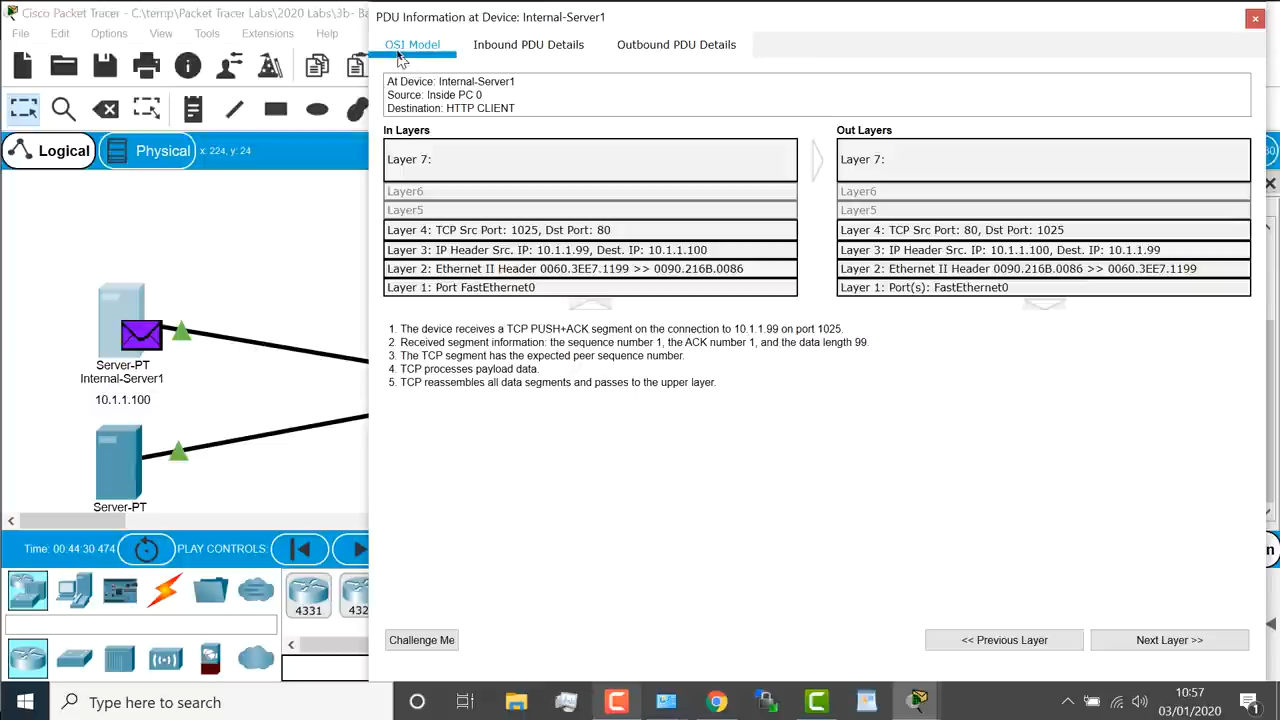 Cisco Packet Tracer - C:\temp\Packet Tracer Labs\2020 Labs\3b- Ba
File Edit Options View Tools Extensions Help
Logical Physical x: 224, y: 24
Server-PT
Internal-Server1
10.1.1.100
Server-PT
Time: 00:44:30 474 PLAY CONTROLS:
4331
432
PDU Information at Device: Internal-Server1
OSI Model Inbound PDU Details Outbound PDU Details
At Device: Internal-Server1
Source: Inside PC 0
Destination: HTTP CLIENT
In Layers
Layer 7:
Layer6
Layer5
Layer 4: TCP Src Port: 1025, Dst Port: 80
Layer 3: IP Header Src. IP: 10.1.1.99, Dest. IP: 10.1.1.100
Layer 2: Ethernet II Header 0060.3EE7.1199 >> 0090.216B.0086
Layer 1: Port FastEthernet0
Out Layers
Layer 7:
Layer6
Layer5
Layer 4: TCP Src Port: 80, Dst Port: 1025
Layer 3: IP Header Src. IP: 10.1.1.100, Dest. IP: 10.1.1.99
Layer 2: Ethernet II Header 0090.216B.0086 >> 0060.3EE7.1199
Layer 1: Port(s): FastEthernet0
1. The device receives a TCP PUSH+ACK segment on the connection to 10.1.1.99 on port 1025.
2. Received segment information: the sequence number 1, the ACK number 1, and the data length 99.
3. The TCP segment has the expected peer sequence number.
4. TCP processes payload data.
5. TCP reassembles all data segments and passes to the upper layer.
Challenge Me << Previous Layer Next Layer >>
Type here to search
10:57
03/01/2020